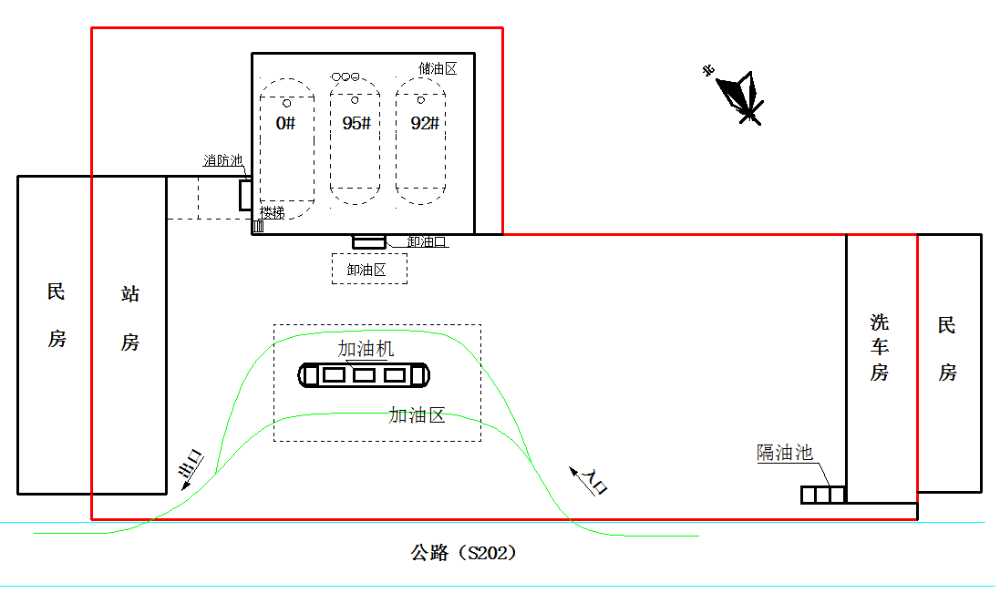 北
储油区
0#
95#
92#
消防池
楼梯
卸油口
卸油区
民房
站房
洗车房
民房
加油机
加油区
出口
入口
隔油池
公路（S202）